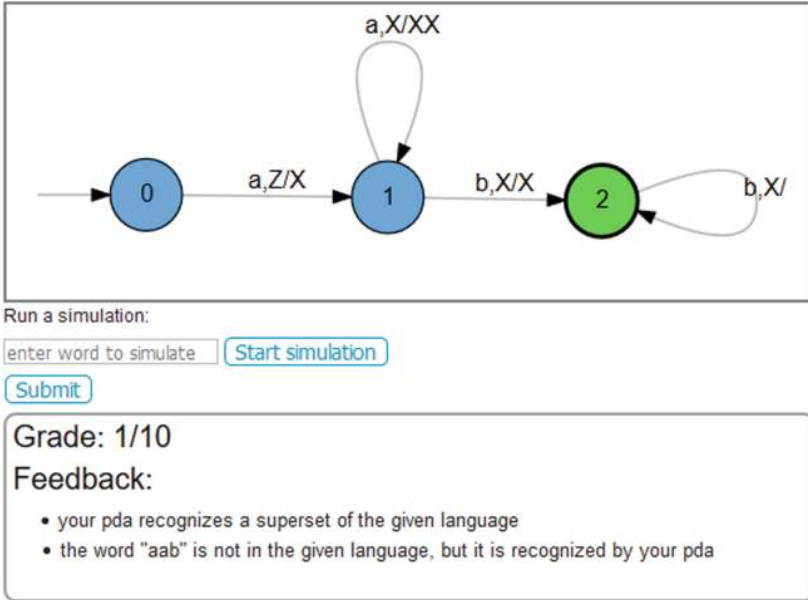 a,X/XX
0
a,Z/X
1
b,X/X
2
b,X/
Run a simulation:
enter word to simulate
Start simulation
Submit
Grade: 1/10
Feedback:
• your pda recognizes a superset of the given language
• the word "aab" is not in the given language, but it is recognized by your pda